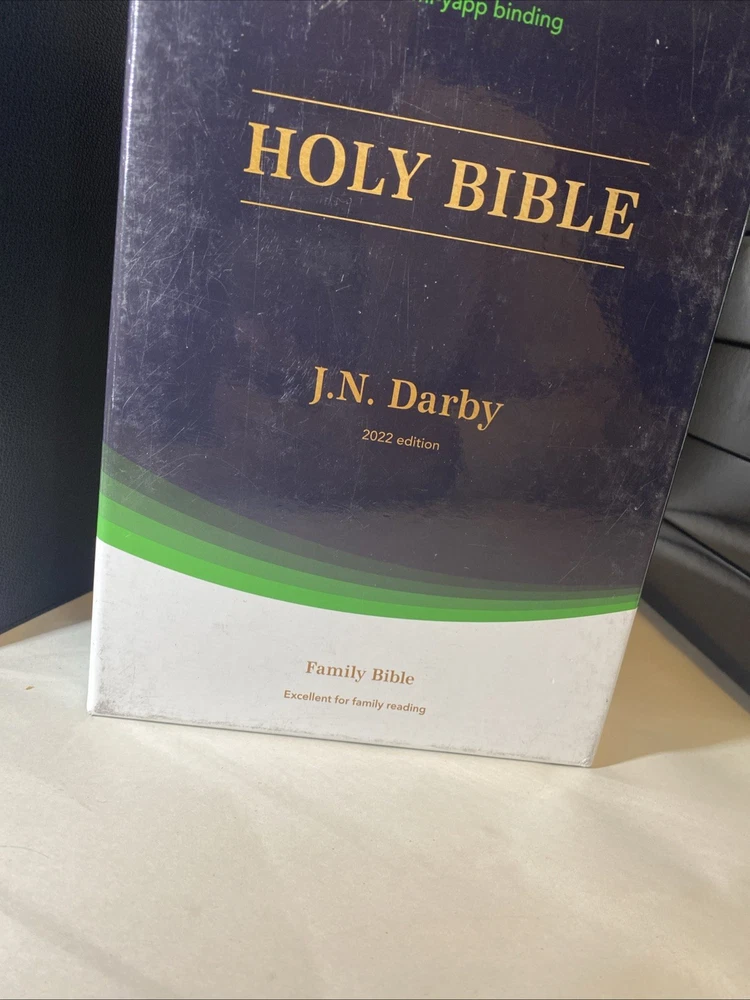 yapp binding
HOLY BIBLE
J.N. Darby
2022 edition
Family Bible
Excellent for family reading